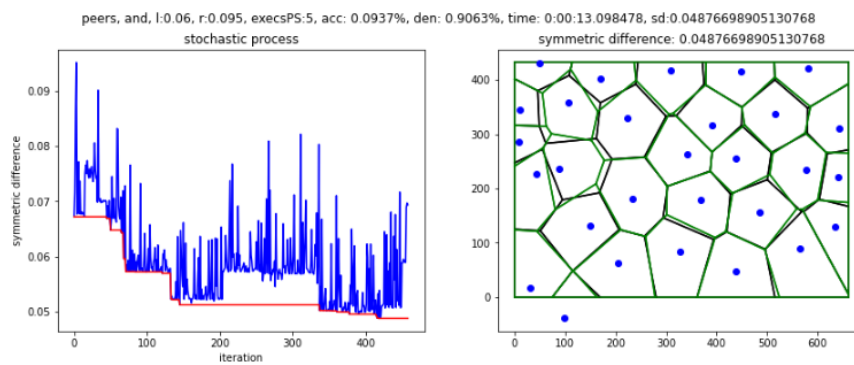 peers, and, l:0.06, r:0.095, execsPS:5, acc: 0.0937%, den: 0.9063%, time: 0:00:13.098478, sd:0.04876698905130768
stochastic process
symmetric difference: 0.04876698905130768
symmetric difference
0.09
0.08
0.07
0.06
0.05
0 100 200 300 400
iteration
400
300
200
100
0
0 100 200 300 400 500 600